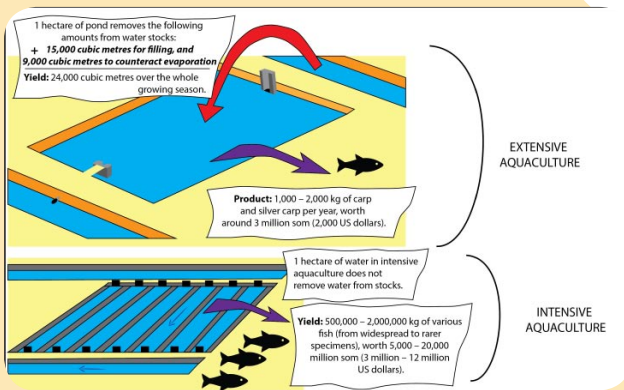 1 hectare of pond removes the following
amounts from water stocks:
+ 15,000 cubic metres for filling, and
9,000 cubic metres to counteract evaporation
Yield: 24,000 cubic metres over the whole
growing season.
EXTENSIVE
AQUACULTURE
Product: 1,000 – 2,000 kg of carp
and silver carp per year, worth
around 3 million som (2,000 US dollars).
1 hectare of water in intensive
aquaculture does not
remove water from stocks.
Yield: 500,000 – 2,000,000 kg of various
fish (from widespread to rarer
specimens), worth 5,000 – 20,000
million som (3 million – 12 million
US dollars).
INTENSIVE
AQUACULTURE